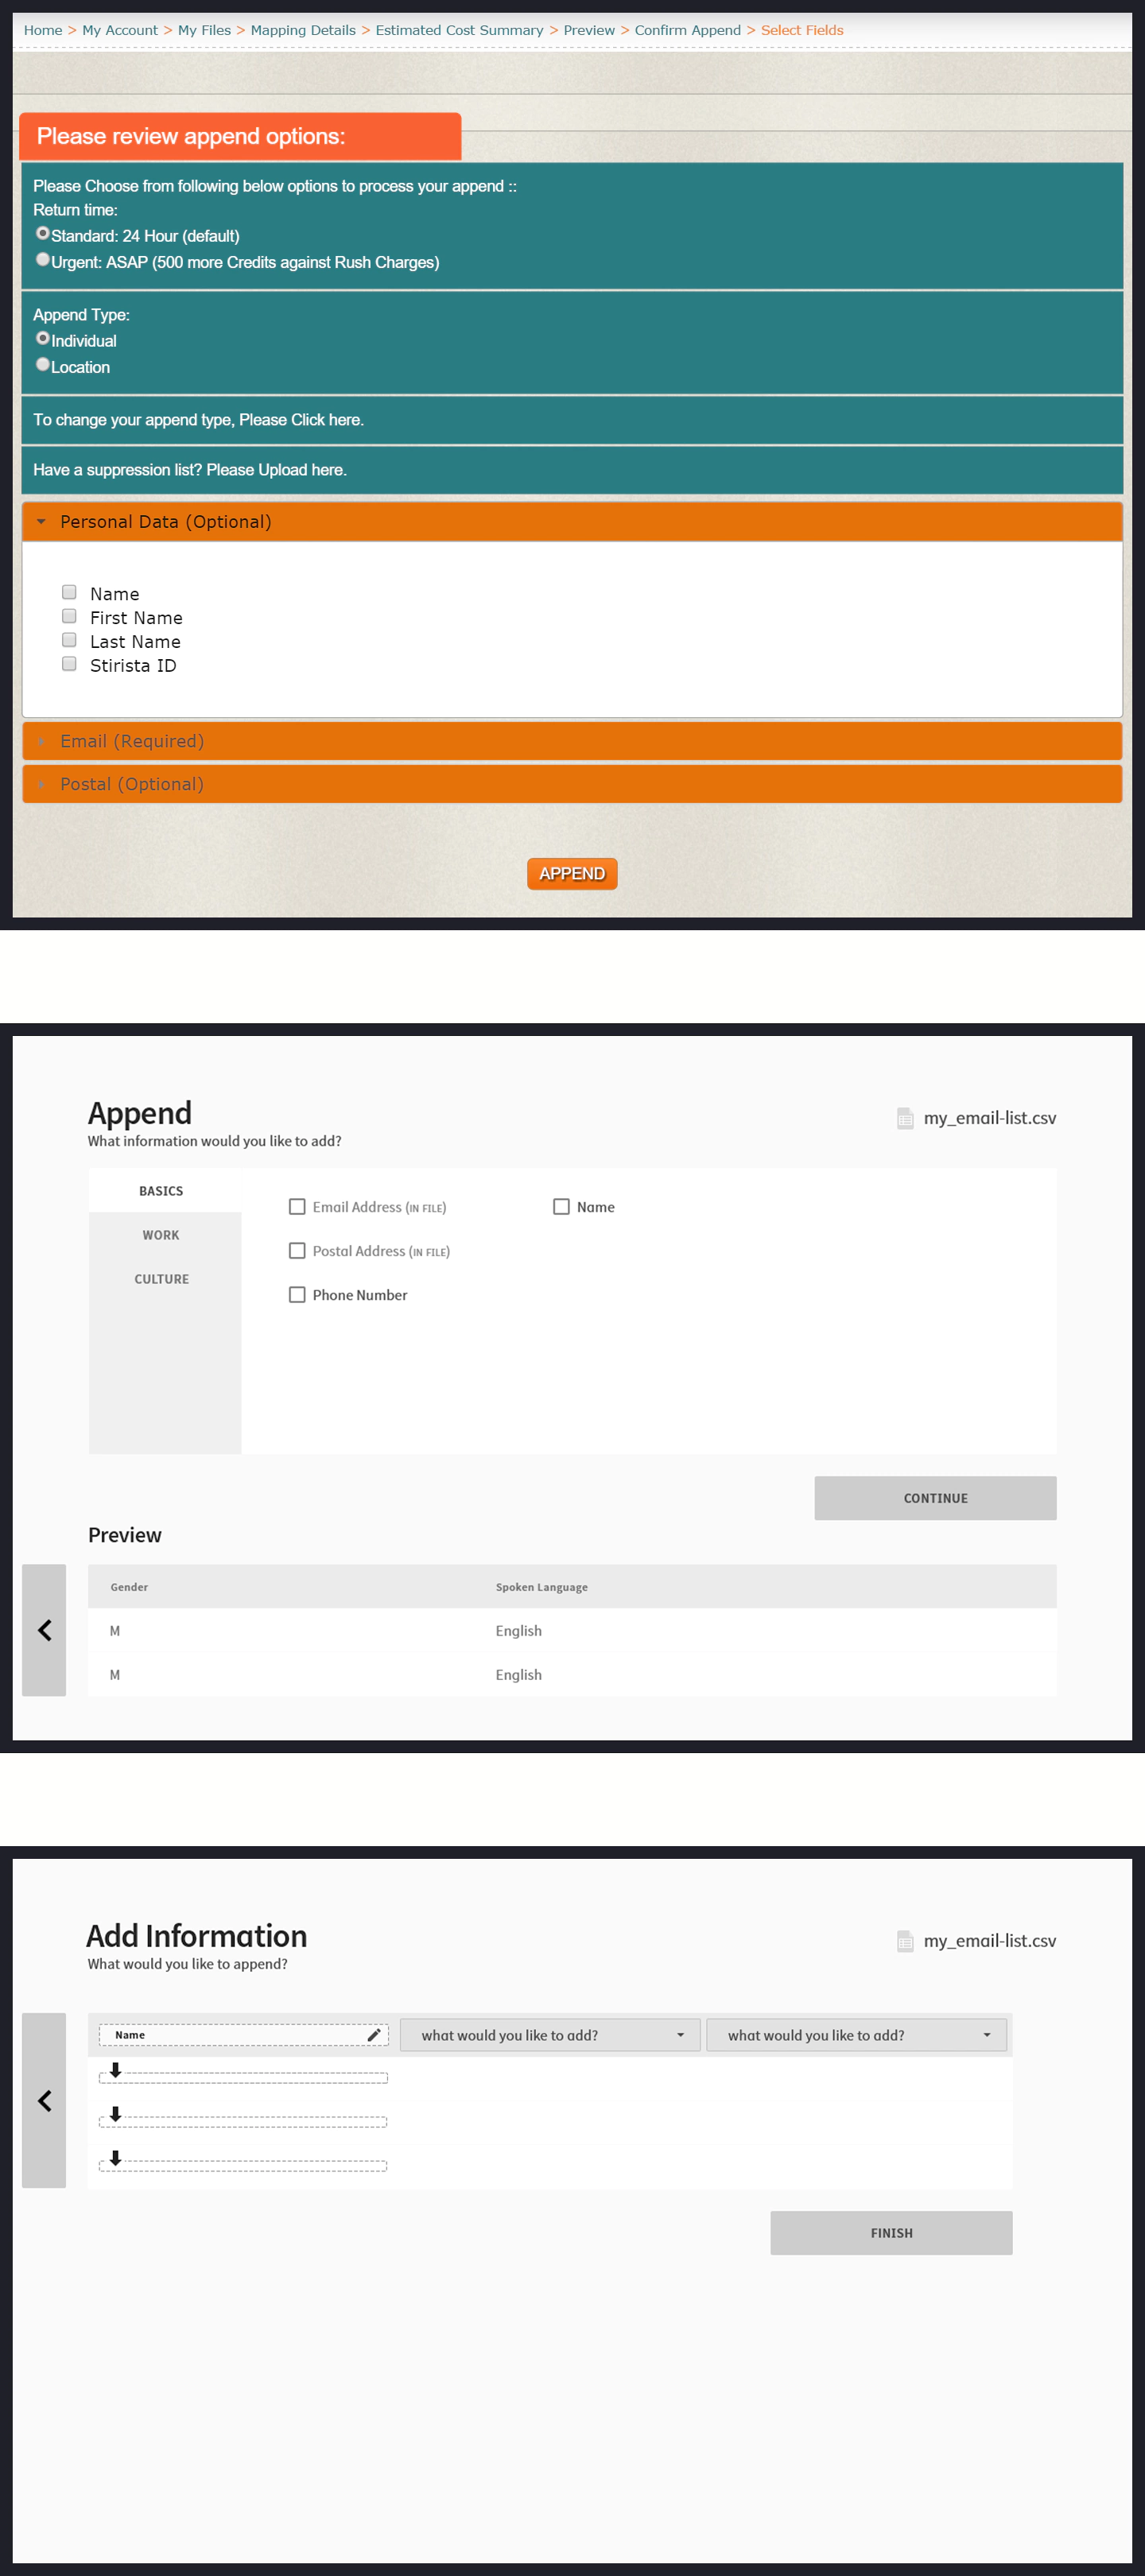 Home > My Account > My Files > Mapping Details > Estimated Cost Summary > Preview > Confirm Append > Select Fields
Please review append options:
Please Choose from following below options to process your append ::
Return time:
Standard: 24 Hour (default)
Urgent: ASAP (500 more Credits against Rush Charges)
Append Type:
Individual
Location
To change your append type, Please Click here.
Have a suppression list? Please Upload here.
Personal Data (Optional)
Name
First Name
Last Name
Stirista ID
Email (Required)
Postal (Optional)
APPEND
Append
my_email-list.csv
What information would you like to add?
BASICS
WORK
CULTURE
Email Address (IN FILE)
Name
Postal Address (IN FILE)
Phone Number
CONTINUE
Preview
Gender Spoken Language
M English
M English
Add Information
my_email-list.csv
What would you like to append?
Name what would you like to add? what would you like to add?
FINISH